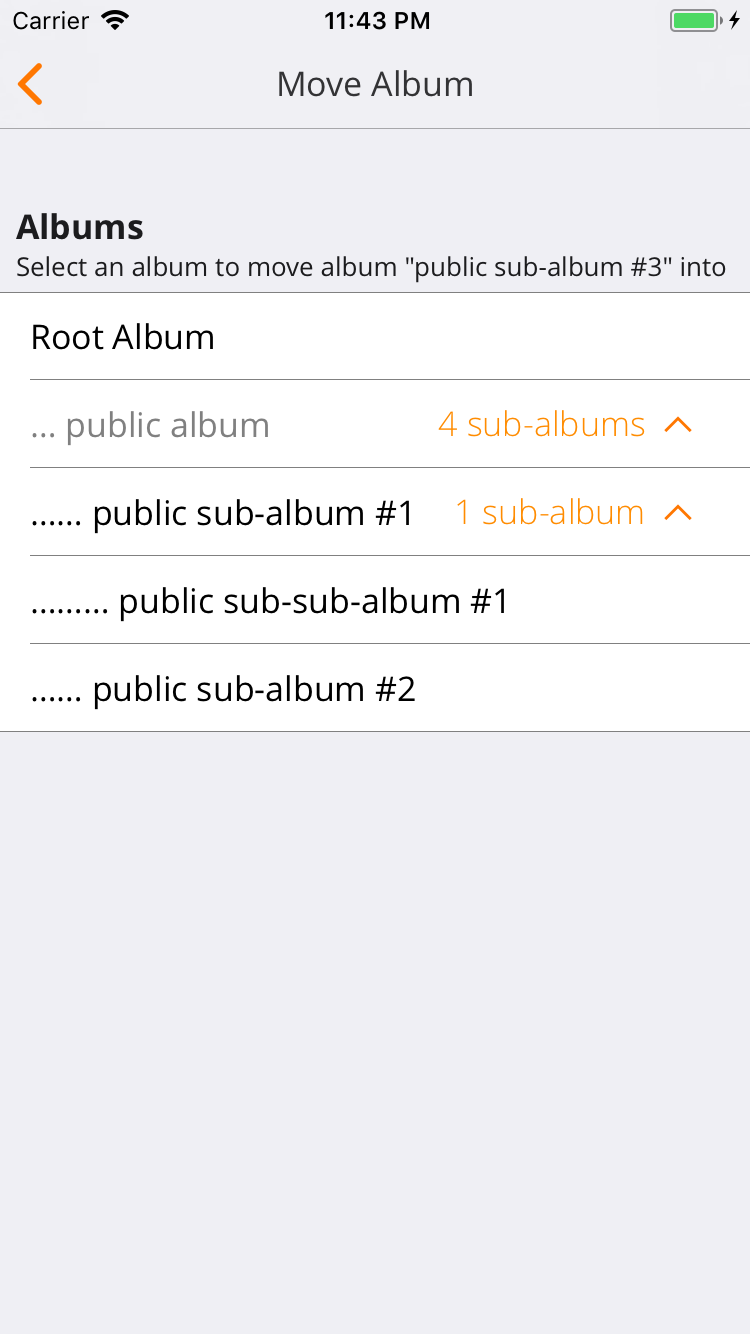 Carrier 11:43 PM
Move Album
Albums
Select an album to move album "public sub-album #3" into
Root Album
... public album 4 sub-albums
...... public sub-album #1 1 sub-album
......... public sub-sub-album #1
...... public sub-album #2